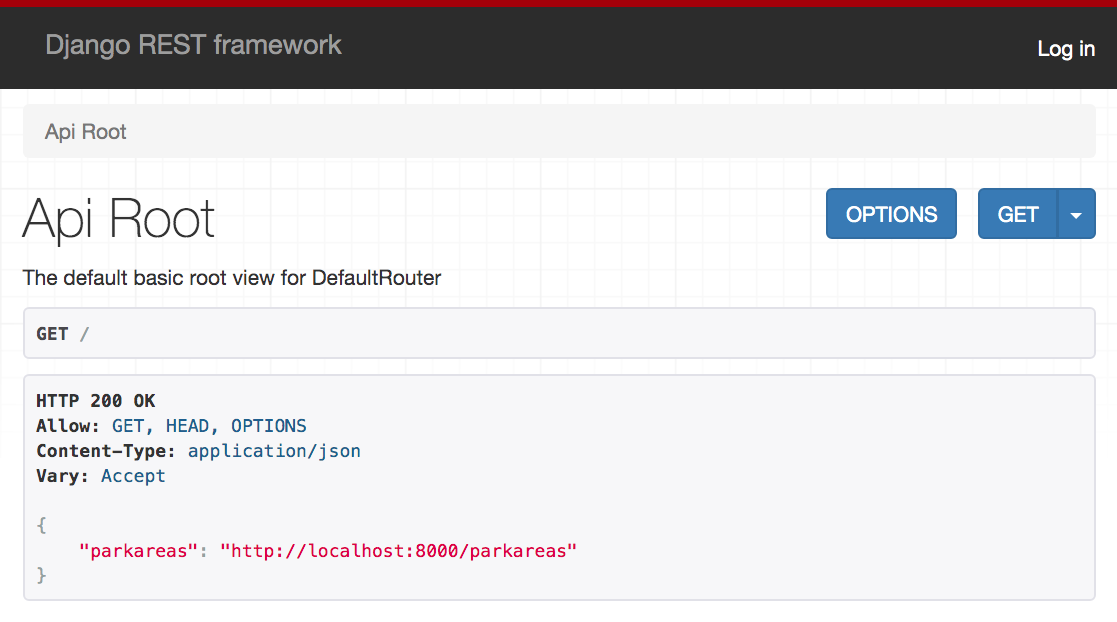 Django REST framework
Log in
Api Root
Api Root
OPTIONS
GET
The default basic root view for DefaultRouter
GET /
HTTP 200 OK
Allow: GET, HEAD, OPTIONS
Content-Type: application/json
Vary: Accept
{
    "parkareas": "http://localhost:8000/parkareas"
}